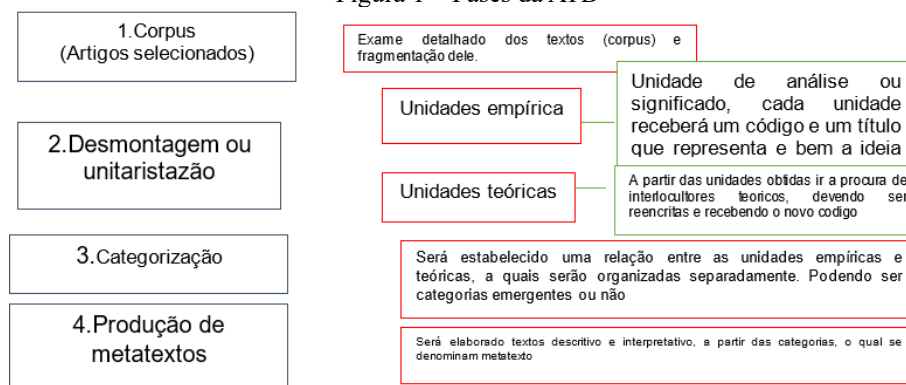 Figura 1 – Fases da ATD
1.Corpus
(Artigos selecionados)
Exame detalhado dos textos (corpus) e
fragmentação dele.
Unidades empírica
Unidade de análise ou
significado, cada unidade
receberá um código e um título
que representa e bem a ideia
2.Desmontagem ou
unitaristazão
Unidades teóricas
A partir das unidades obtidas ir a procura de
interlocultores teoricos, devendo ser
reencritas e recebendo o novo codigo
3.Categorização
Será estabelecido uma relação entre as unidades empíricas e
teóricas, a quais serão organizadas separadamente. Podendo ser
categorias emergentes ou não
4.Produção de
metatextos
Será elaborado textos descritivo e interpretativo, a partir das categorias, o qual se
denominam metatexto